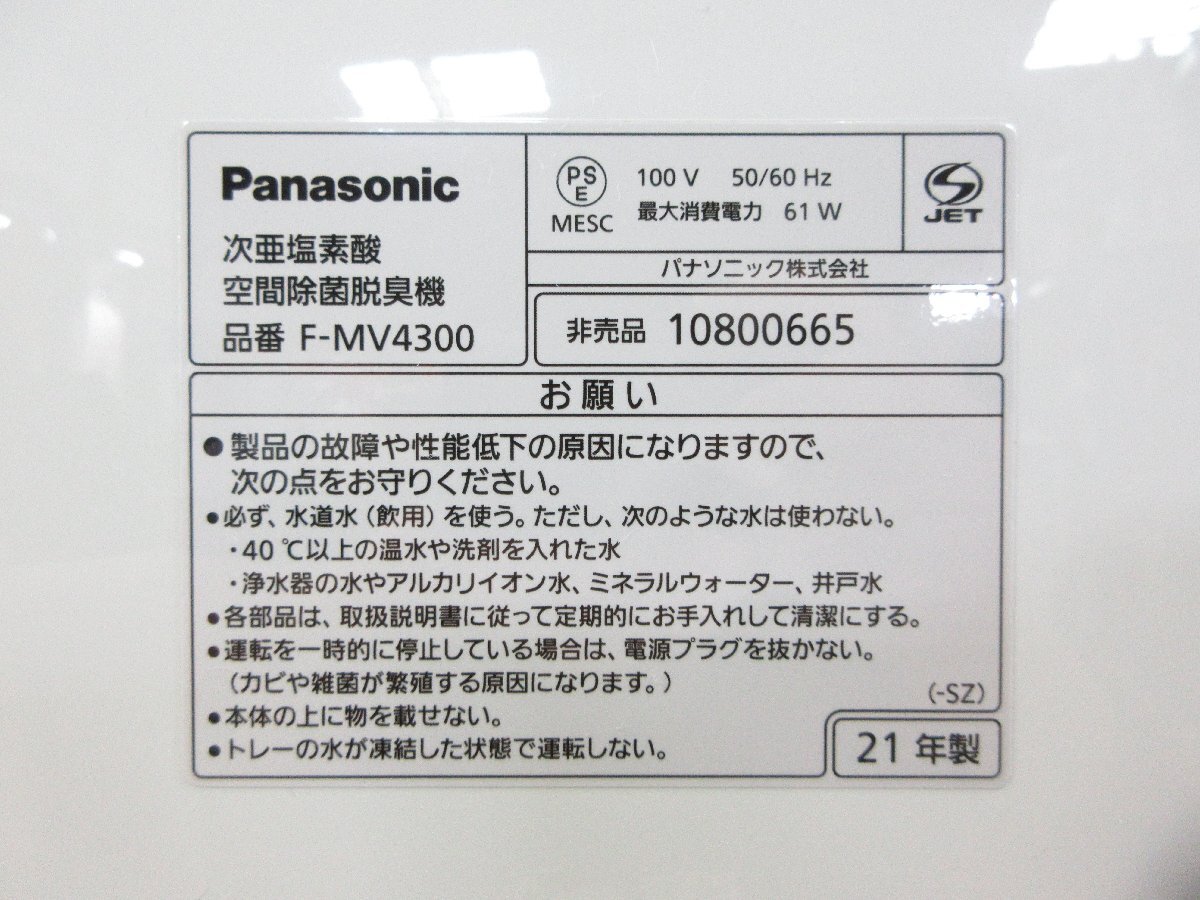 Panasonic
次亜塩素酸
空間除菌脱臭機
品番 F-MV4300
PS
E
MESC
100 V 50/60 Hz
最大消費電力 61 W
JET
パナソニック株式会社
非売品 10800665
お願い
●製品の故障や性能低下の原因になりますので、
次の点をお守りください。
●必ず、水道水（飲用）を使う。ただし、次のような水は使わない。
・40 ℃以上の温水や洗剤を入れた水
・浄水器の水やアルカリイオン水、ミネラルウォーター、井戸水
●各部品は、取扱説明書に従って定期的にお手入れして清潔にする。
●運転を一時的に停止している場合は、電源プラグを抜かない。
（カビや雑菌が繁殖する原因になります。）
●本体の上に物を載せない。
●トレーの水が凍結した状態で運転しない。
(-SZ)
21 年製